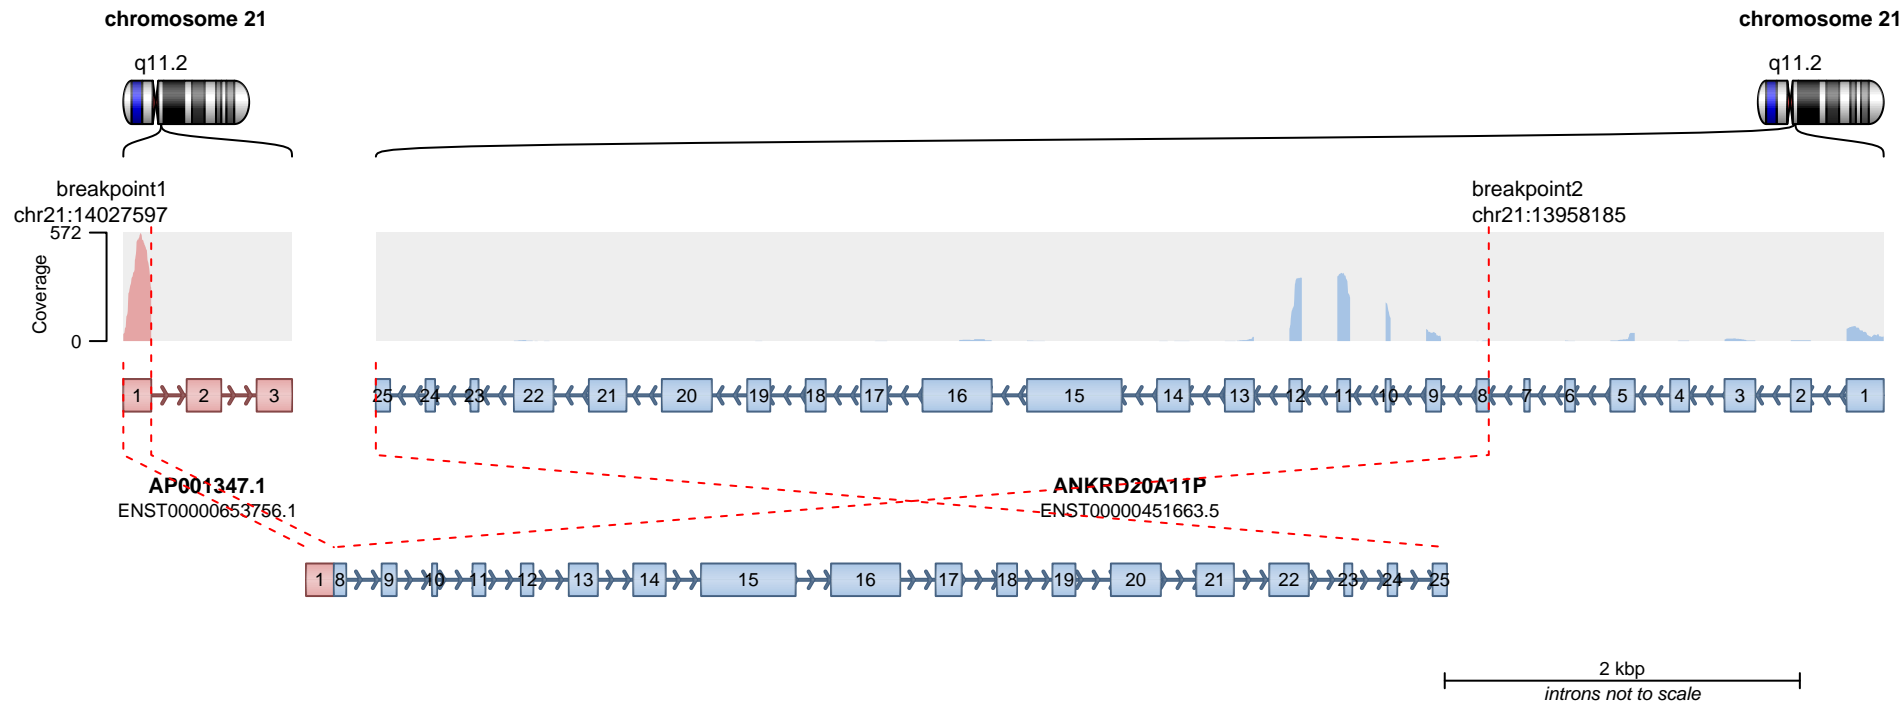 chromosome 21
chromosome 21
q11.2
q11.2
breakpoint1
chr21:14027597
breakpoint2
chr21:13958185
572
0
Coverage
1 2 3
25 24 23 22 21 20 19 18 17 16 15 14 13 12 11 10 9 8 7 6 5 4 3 2 1
AP001347.1
ENST00000653756.1
ANKRD20A11P
ENST00000451663.5
1 8 9 10 11 12 13 14 15 16 17 18 19 20 21 22 23 24 25
2 kbp
introns not to scale